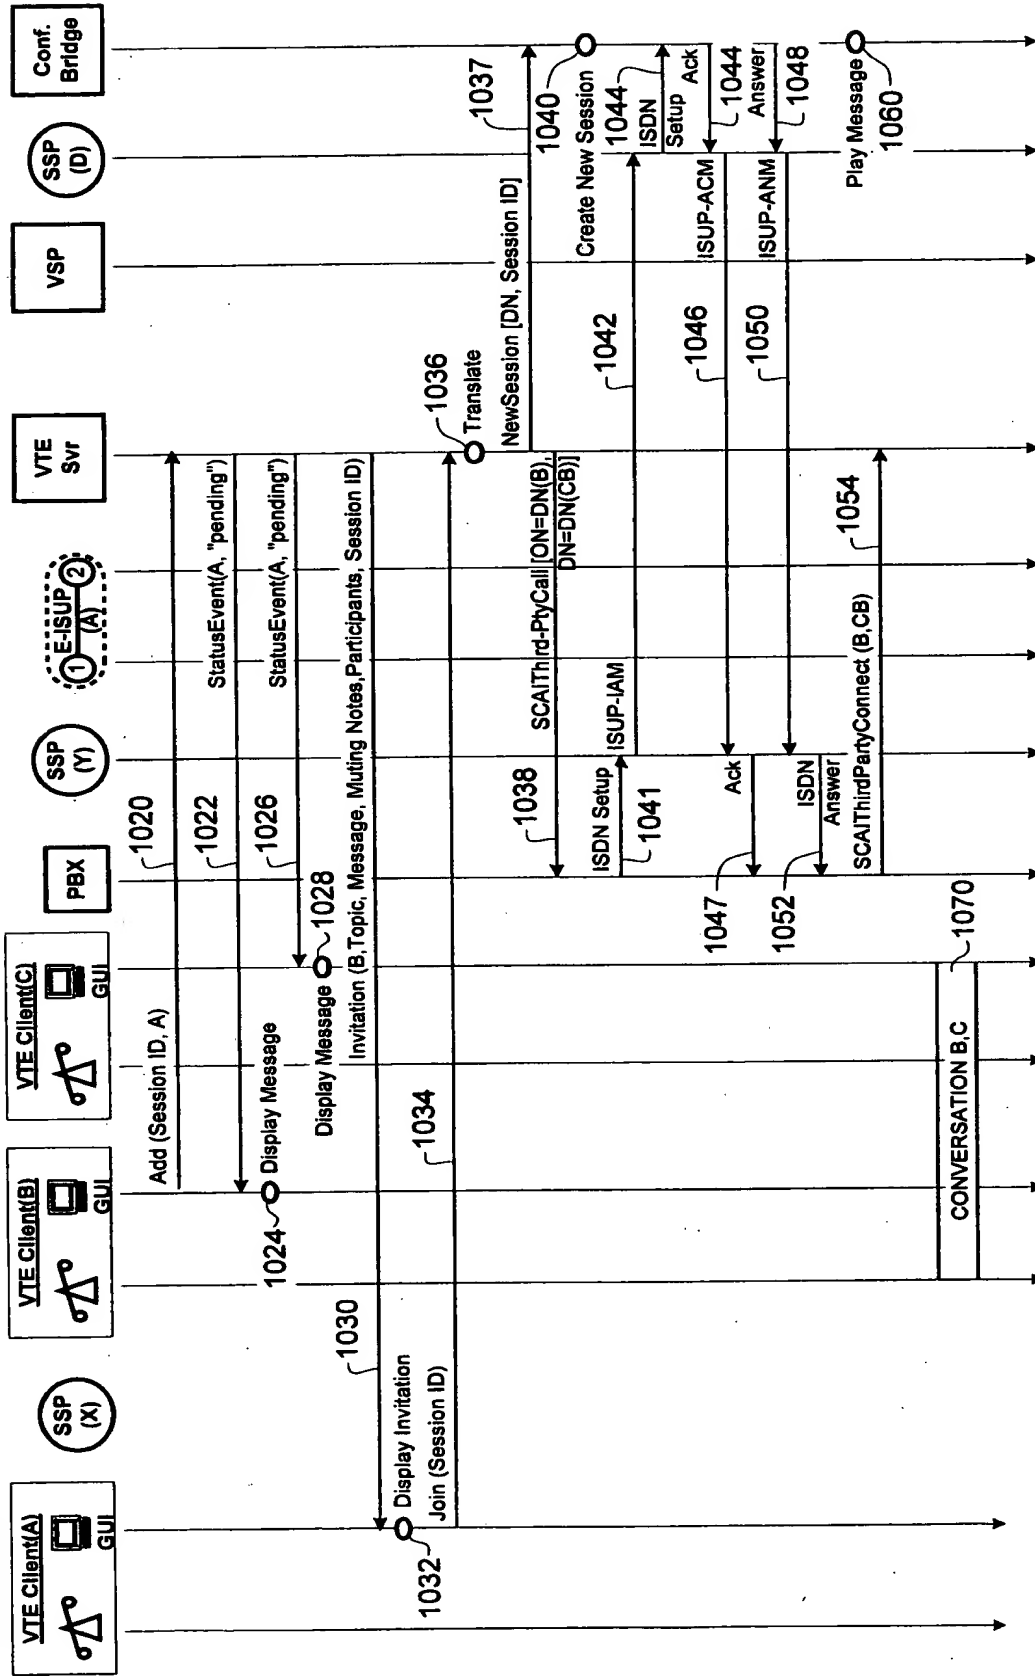 VTE Client(A)
GUI
SSP
(X)
VTE Client(B)
GUI
VTE Client(C)
GUI
PBX
SSP
(Y)
1
E-ISUP
2
(A)
VTE
Svr
VSP
SSP
(D)
Conf.
Bridge
Add (Session ID, A)
1020
StatusEvent(A, "pending")
1022
1024
Display Message
StatusEvent(A, "pending")
1026
Display Message
1028
Invitation (B,Topic, Message, Muting Notes,Participants, Session ID)
1030
Display Invitation
1032
Join (Session ID)
1034
1036
Translate
NewSession [DN, Session ID]
1037
SCAIThird-PtyCall [ON=DN(B),
DN=DN(CB)]
1038
1040
Create New Session
ISDN Setup
1041
ISUP-IAM
1042
1044
ISDN
Setup
Ack
1044
ISUP-ACM
1046
Ack
1047
Answer
1048
ISUP-ANM
1050
ISDN
Answer
1052
SCAIThirdPartyConnect (B,CB)
1054
Play Message
1060
CONVERSATION B,C
1070